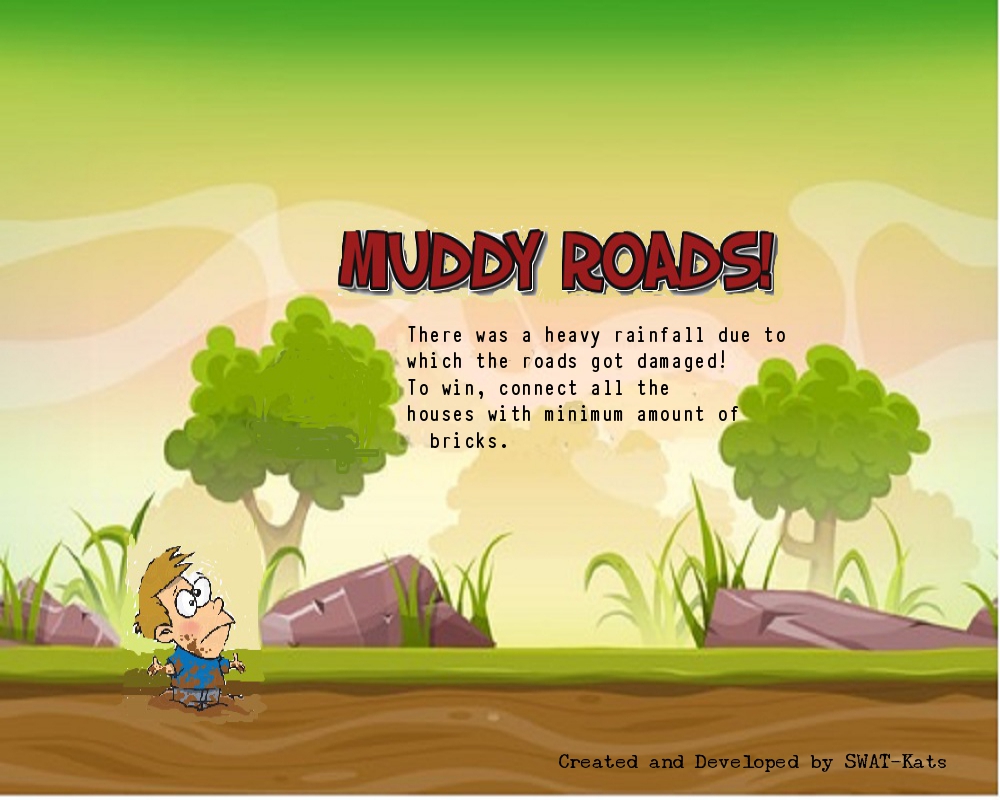 MUDDY ROADS!
There was a heavy rainfall due to
which the roads got damaged!
To win, connect all the
houses with minimum amount of
bricks.
Created and Developed by SWAT-Kats